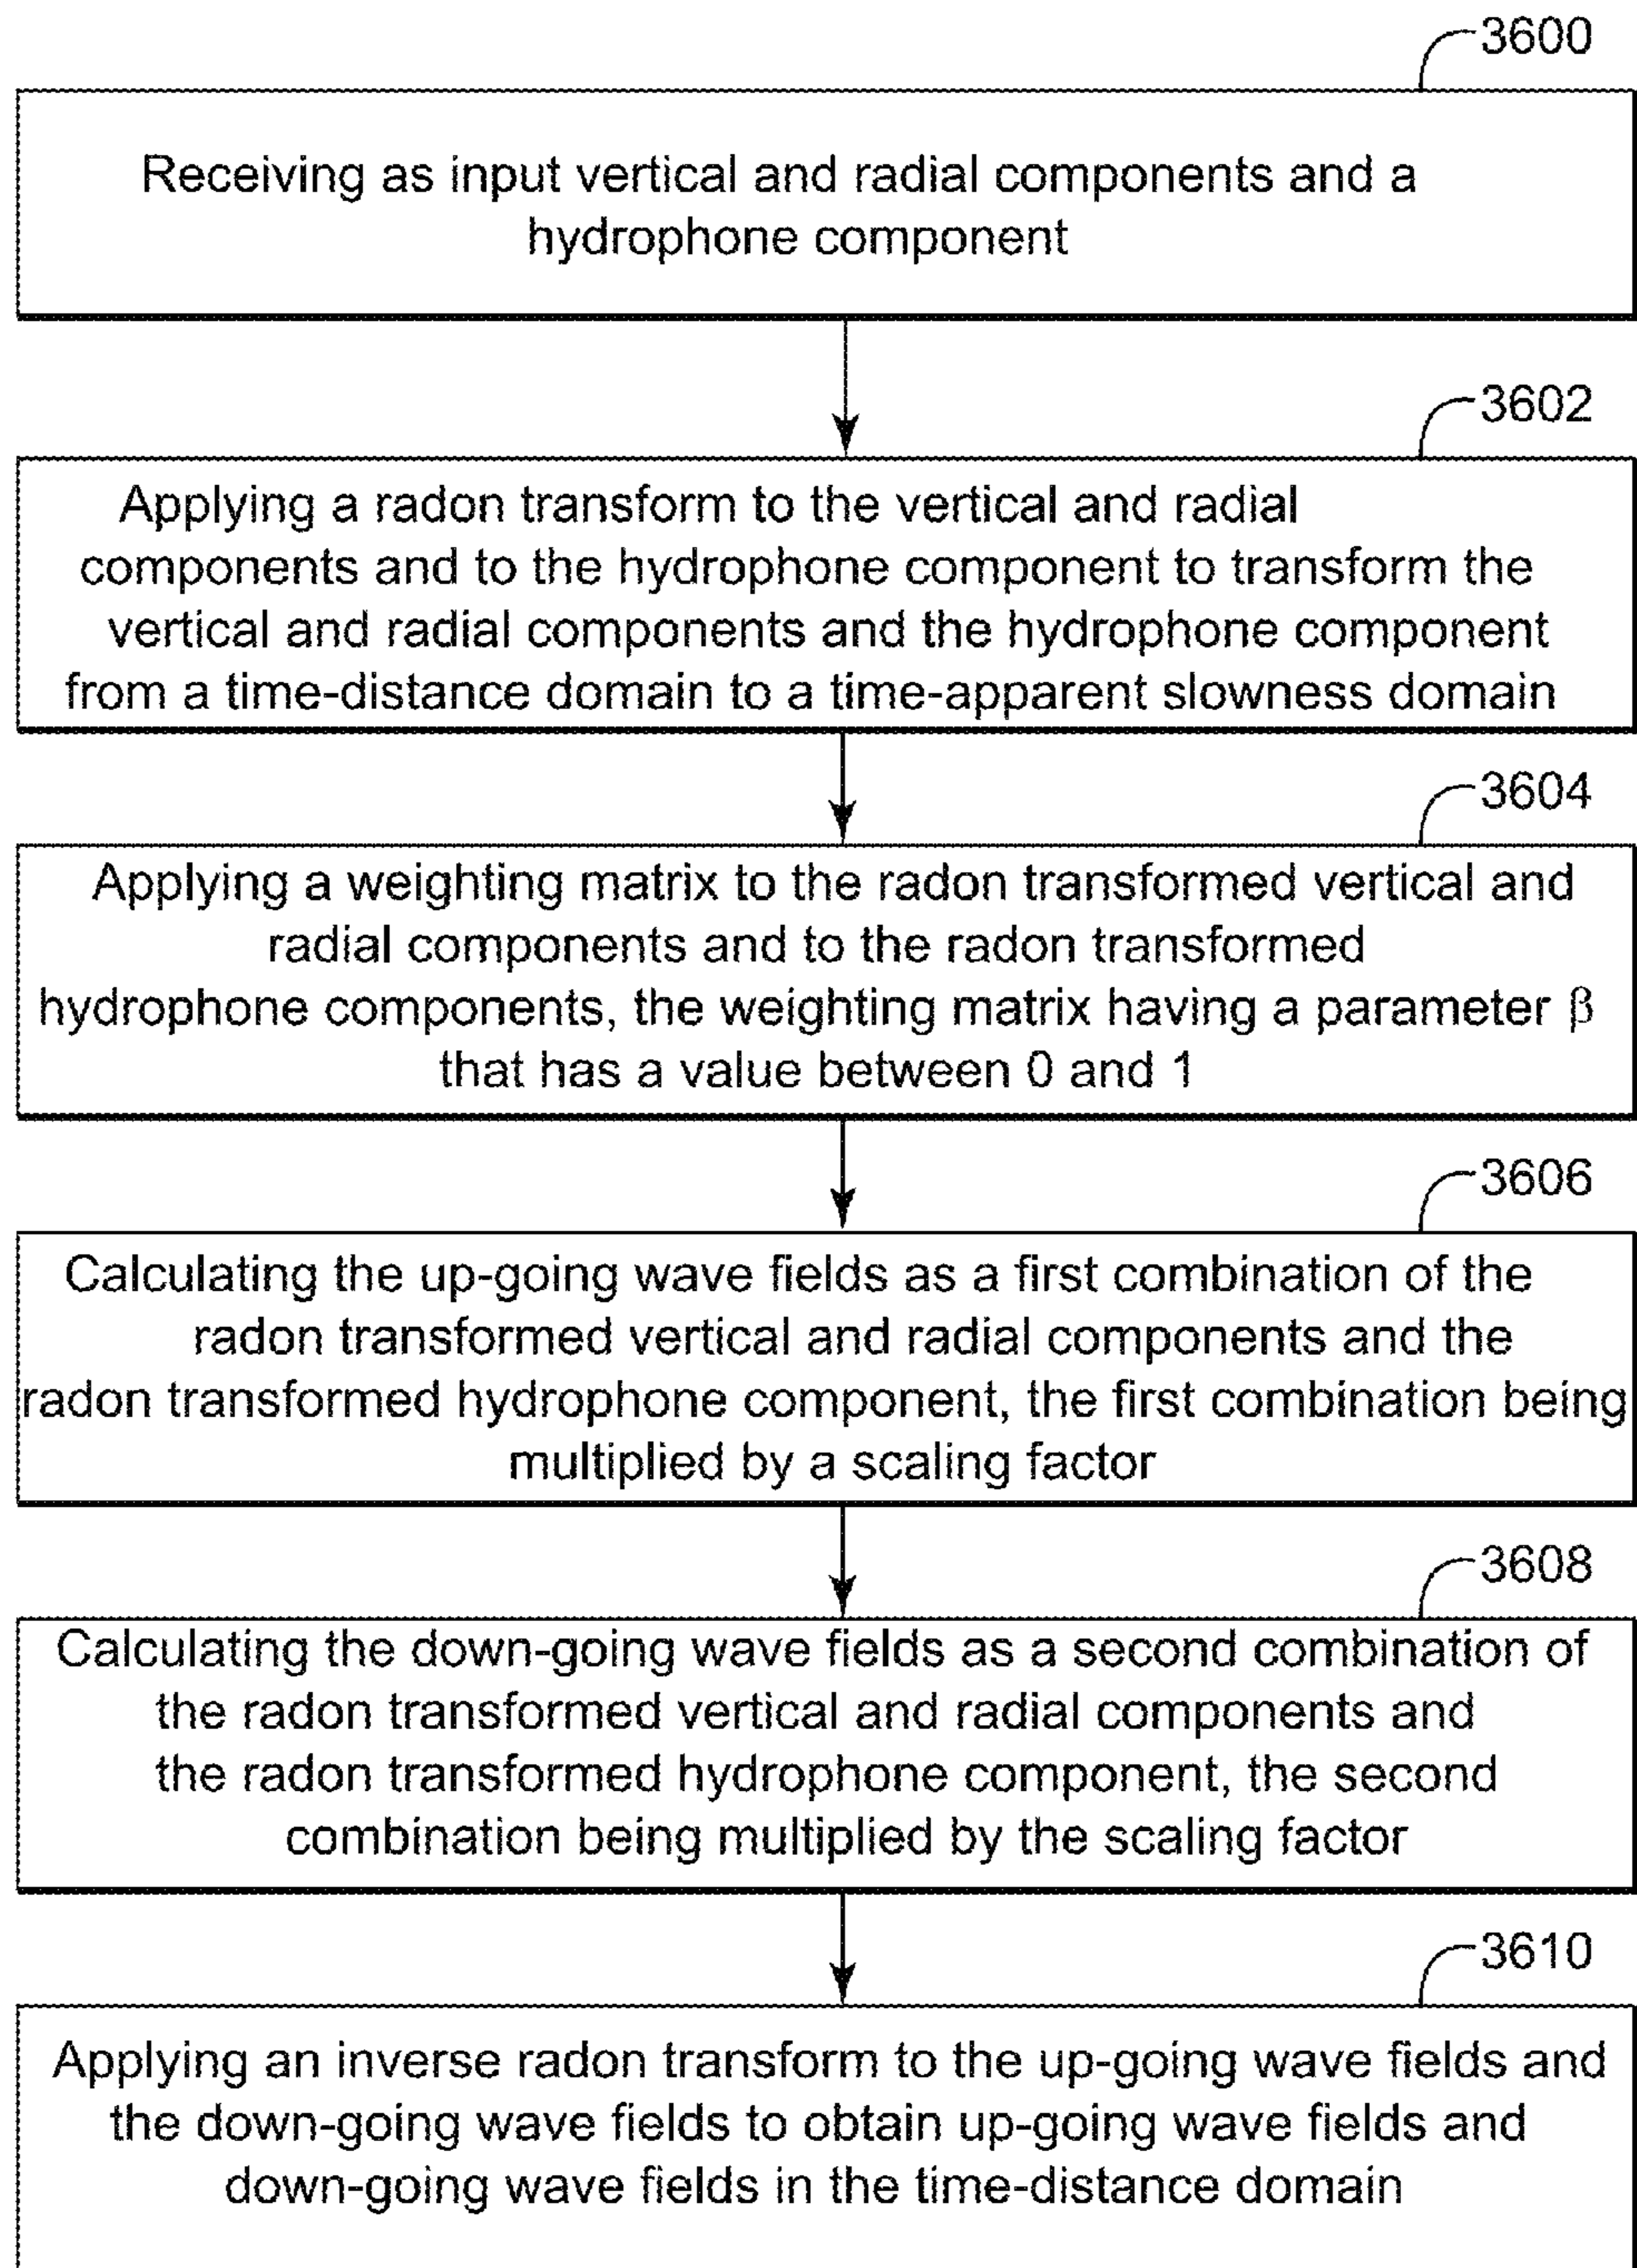 3600
Receiving as input vertical and radial components and a
hydrophone component
3602
Applying a radon transform to the vertical and radial
components and to the hydrophone component to transform the
vertical and radial components and the hydrophone component
from a time-distance domain to a time-apparent slowness domain
3604
Applying a weighting matrix to the radon transformed vertical and
radial components and to the radon transformed
hydrophone components, the weighting matrix having a parameter β
that has a value between 0 and 1
3606
Calculating the up-going wave fields as a first combination of the
radon transformed vertical and radial components and the
radon transformed hydrophone component, the first combination being
multiplied by a scaling factor
3608
Calculating the down-going wave fields as a second combination of
the radon transformed vertical and radial components and
the radon transformed hydrophone component, the second
combination being multiplied by the scaling factor
3610
Applying an inverse radon transform to the up-going wave fields and
the down-going wave fields to obtain up-going wave fields and
down-going wave fields in the time-distance domain